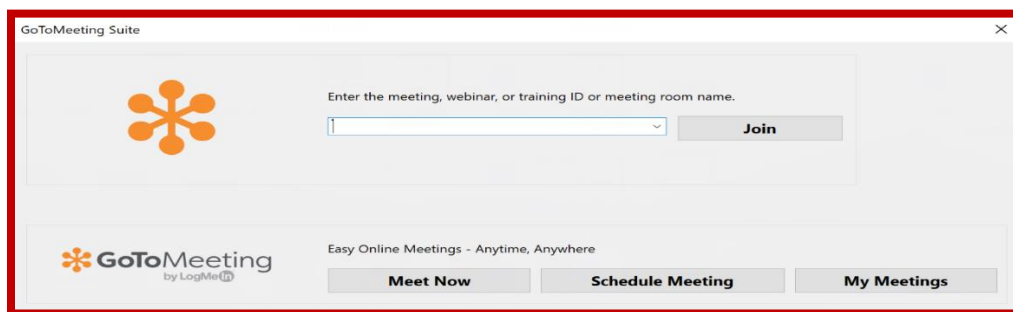 GoToMeeting Suite
Enter the meeting, webinar, or training ID or meeting room name.
Join
GoToMeeting
by LogMeIn
Easy Online Meetings - Anytime, Anywhere
Meet Now
Schedule Meeting
My Meetings